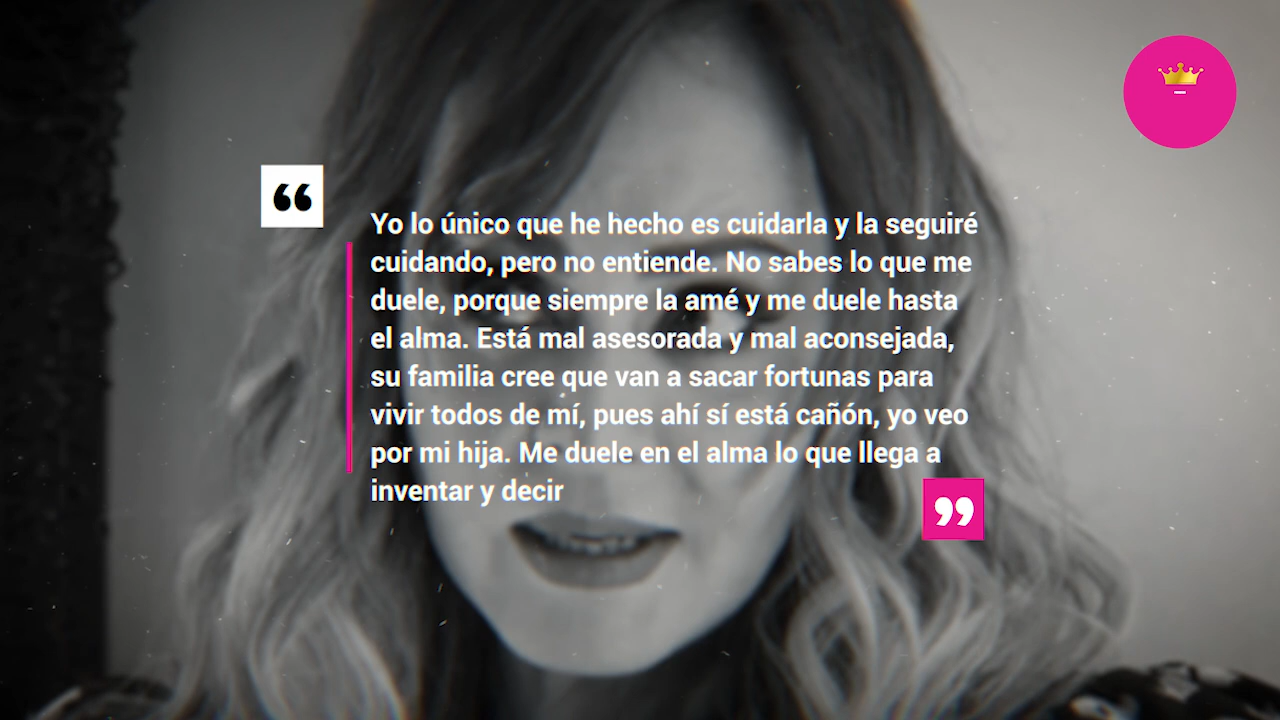 Yo lo único que he hecho es cuidarla y la seguiré
cuidando, pero no entiende. No sabes lo que me
duele, porque siempre la amé y me duele hasta
el alma. Está mal asesorada y mal aconsejada,
su familia cree que van a sacar fortunas para
vivir todos de mí, pues ahí sí está cañón, yo veo
por mi hija. Me duele en el alma lo que llega a
inventar y decir